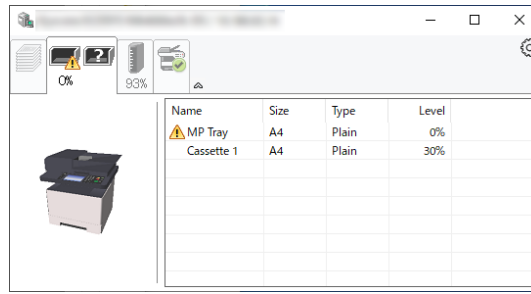 0%
?
93%
Name Size Type Level
MP Tray A4 Plain 0%
Cassette 1 A4 Plain 30%